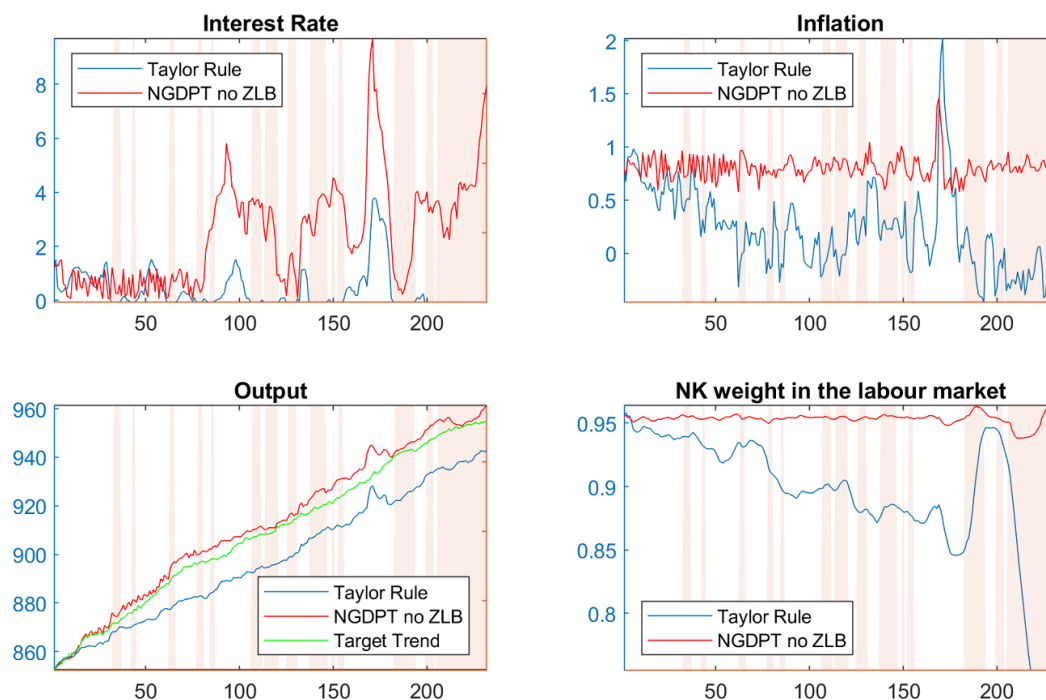 Interest Rate
8
6
4
2
0
Taylor Rule
NGDPT no ZLB
50
100
150
200
Inflation
2
1.5
1
0.5
0
Taylor Rule
NGDPT no ZLB
50
100
150
200
Output
960
940
920
900
880
860
Taylor Rule
NGDPT no ZLB
Target Trend
50
100
150
200
NK weight in the labour market
0.95
0.9
0.85
0.8
Taylor Rule
NGDPT no ZLB
50
100
150
200